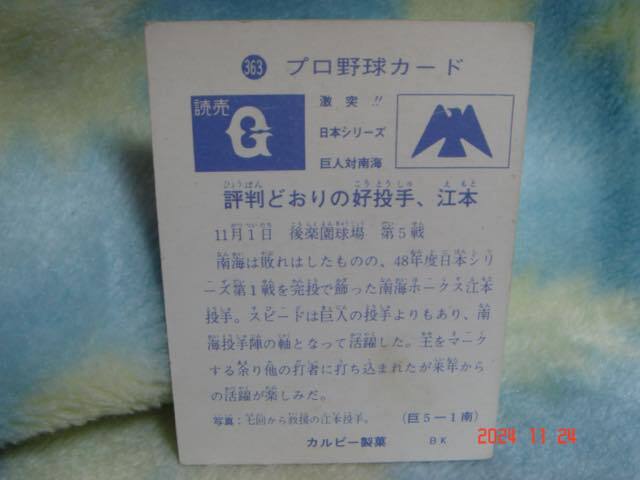 363 プロ野球カード
読売
G
激突!!
日本シリーズ
巨人対南海
評判どおりの好投手、江本
11月1日 後楽園球場 第5戦
南海は敗れはしたものの、48年度日本シリ
ーズ第1戦を完投で飾った南海ホークス江本
投手。スピードは巨人の投手よりもあり、南
海投手陣の軸となって活躍した。王をマーク
する余り他の打者に打ち込まれたが来年から
の活躍が楽しみだ。
写真:七回から救援の江本投手。 (巨5―1南)
カルビー製菓 BK
2024 11 24